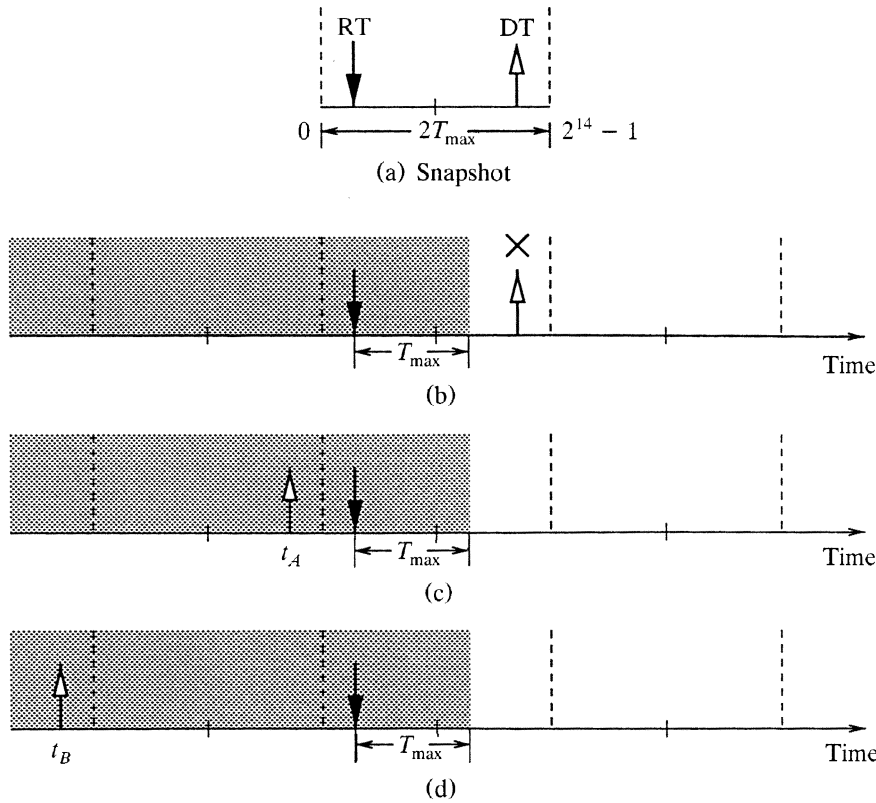 RT DT
0 2T_max 2^14 − 1
(a) Snapshot
×
T_max
Time
(b)
t_A T_max
Time
(c)
t_B T_max
Time
(d)